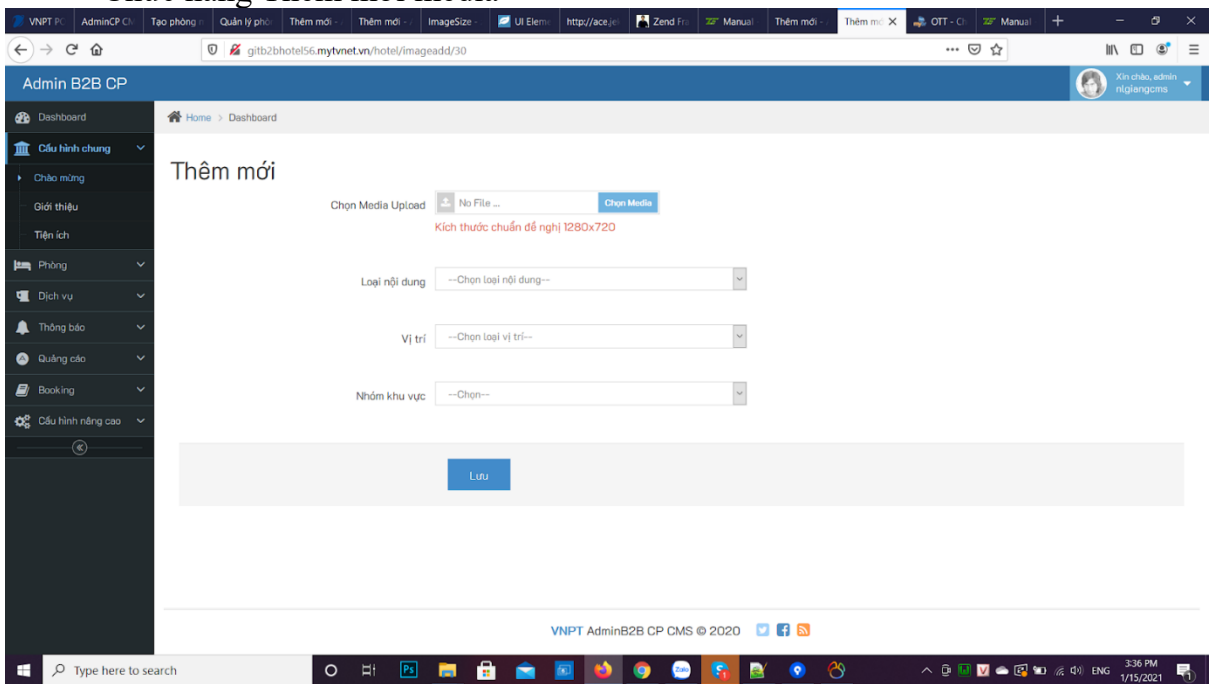 VNPT PC AdminCP CM Tạo phòng n Quản lý phò Thêm mới - Thêm mới - ImageSize - UI Eleme http://ace.je Zend Fra Manual Thêm mới - Thêm mớ OTT - Ch Manual
gitb2bhotel56.mytvnet.vn/hotel/imageadd/30
Admin B2B CP
Xin chào, admin
nlgiangcms
Dashboard
Home > Dashboard
Cấu hình chung
Chào mừng
Giới thiệu
Tiện ích
Phòng
Dịch vụ
Thông báo
Quảng cáo
Booking
Cấu hình nâng cao
Thêm mới
Chọn Media Upload No File ... Chọn Media
Kích thước chuẩn đề nghị 1280x720
Loại nội dung --Chọn loại nội dung--
Vị trí --Chọn loại vị trí--
Nhóm khu vực --Chọn--
Lưu
VNPT AdminB2B CP CMS © 2020
Type here to search
ENG
3:36 PM
1/15/2021